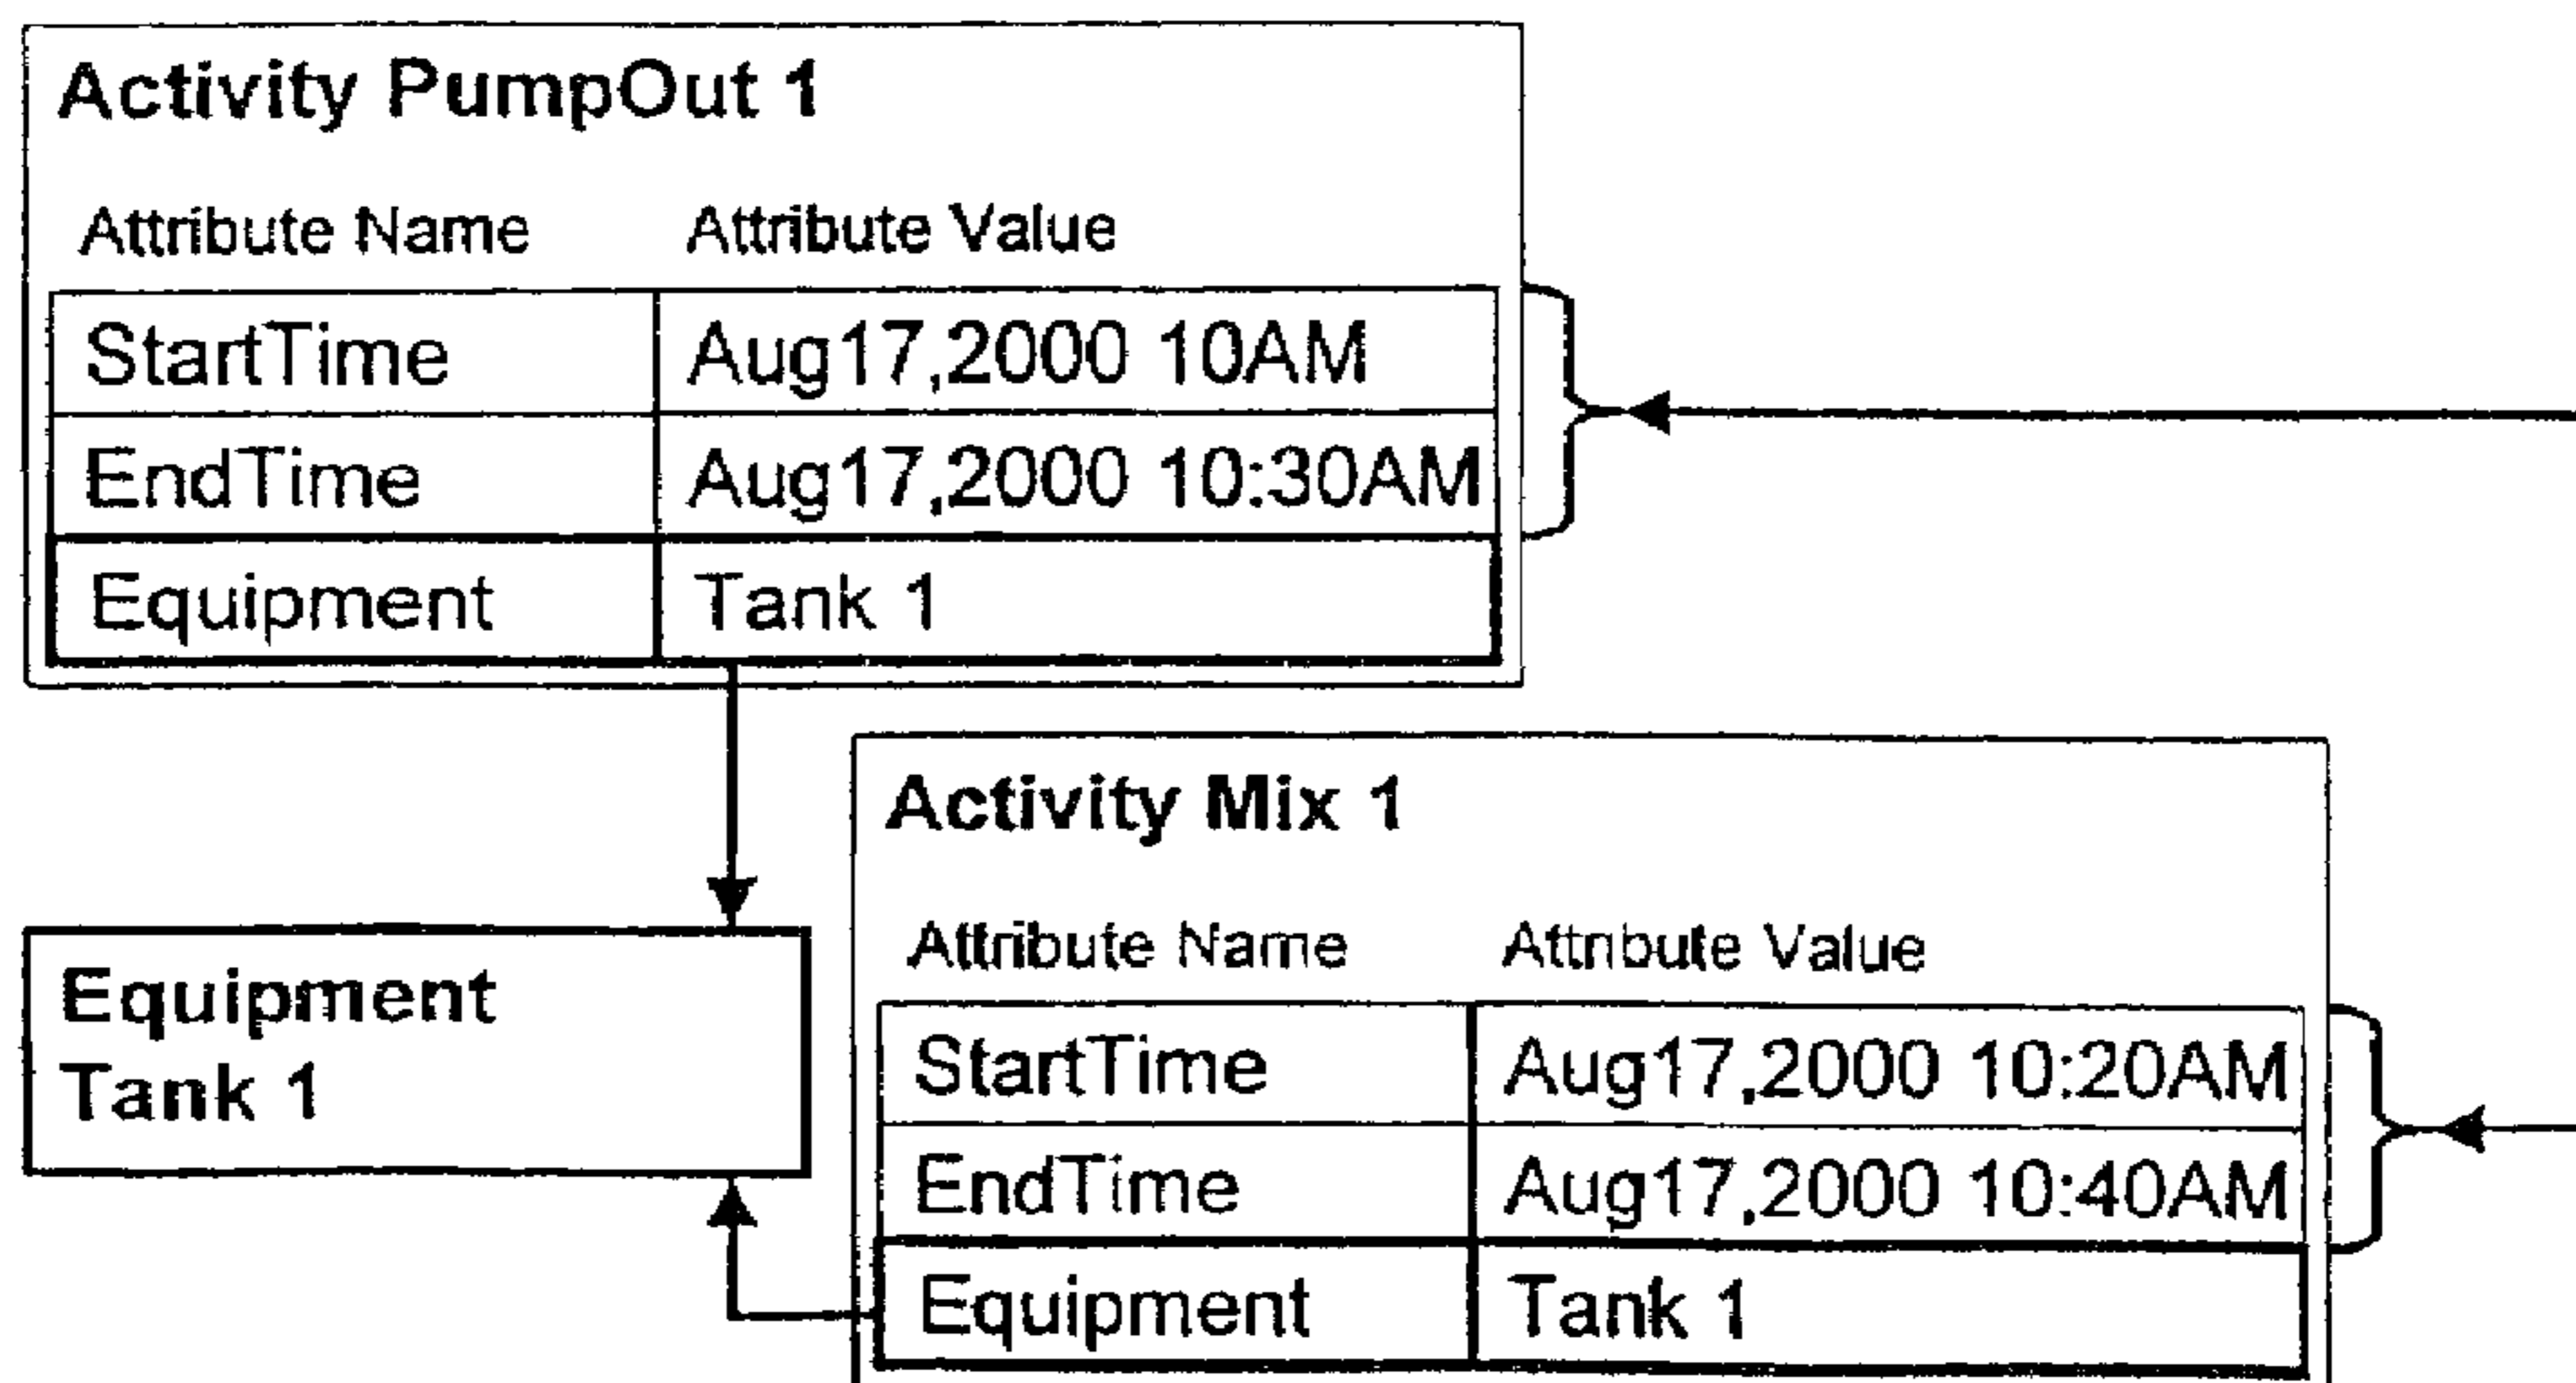 Activity PumpOut 1
Attribute Name Attribute Value
StartTime Aug17,2000 10AM
EndTime Aug17,2000 10:30AM
Equipment Tank 1
Activity Mix 1
Attribute Name Attribute Value
Equipment
Tank 1
StartTime Aug17,2000 10:20AM
EndTime Aug17,2000 10:40AM
Equipment Tank 1